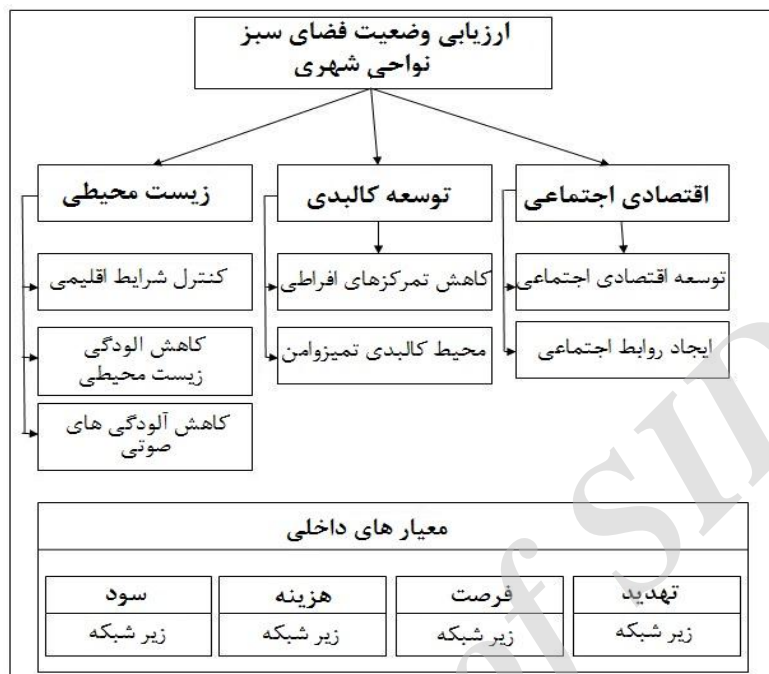 ارزیابی وضعیت فضای سبز
نواحی شهری
اقتصادی اجتماعی
توسعه کالبدی
زیست محیطی
توسعه اقتصادی اجتماعی
کاهش تمرکزهای افراطی
کنترل شرایط اقلیمی
ایجاد روابط اجتماعی
محیط کالبدی تمیزوامن
کاهش الودگی
زیست محیطی
کاهش آلودگی های
صوتی
معیار های داخلی
تهدید
فرصت
هزینه
سود
زیر شبکه
زیر شبکه
زیر شبکه
زیر شبکه
of SID